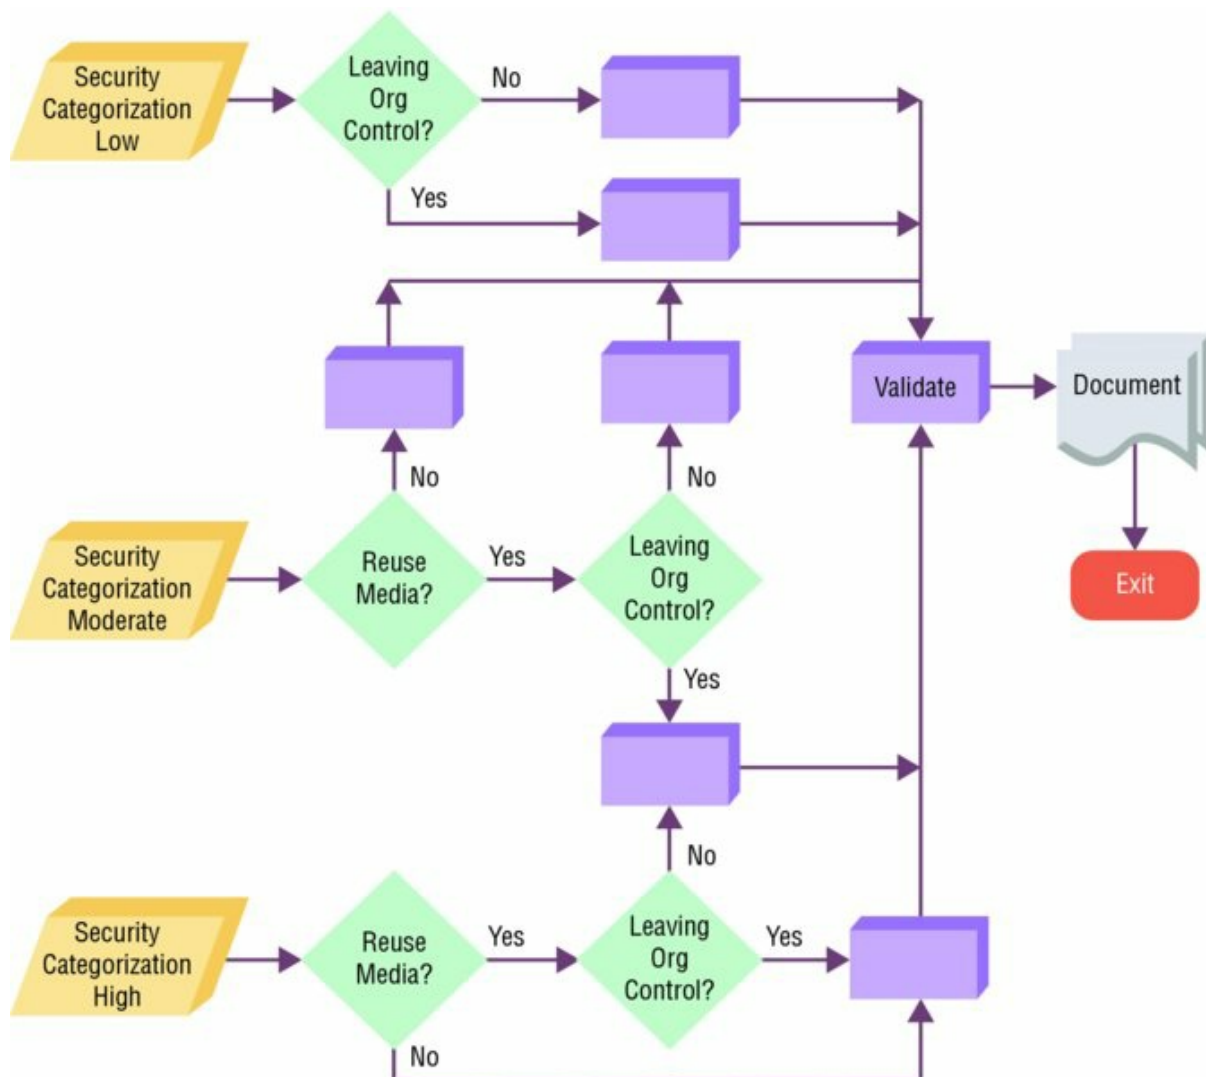 Security
Categorization
Low
Leaving
Org
Control?
No
Yes
Validate
Document
No
No
Security
Categorization
Moderate
Reuse
Media?
Yes
Leaving
Org
Control?
Exit
Yes
No
Security
Categorization
High
Reuse
Media?
Yes
Leaving
Org
Control?
Yes
No